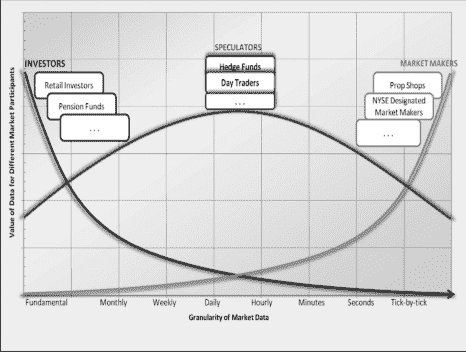 SPECULATORS
INVESTORS
MARKET MAKERS
Hedge Funds
Day Traders
...
Retail Investors
Pension Funds
...
Prop Shops
NYSE Designated
Market Makers
...
Value of Data for Different Market Participants
Fundamental Monthly Weekly Daily Hourly Minutes Seconds Tick-by-tick
Granularity of Market Data